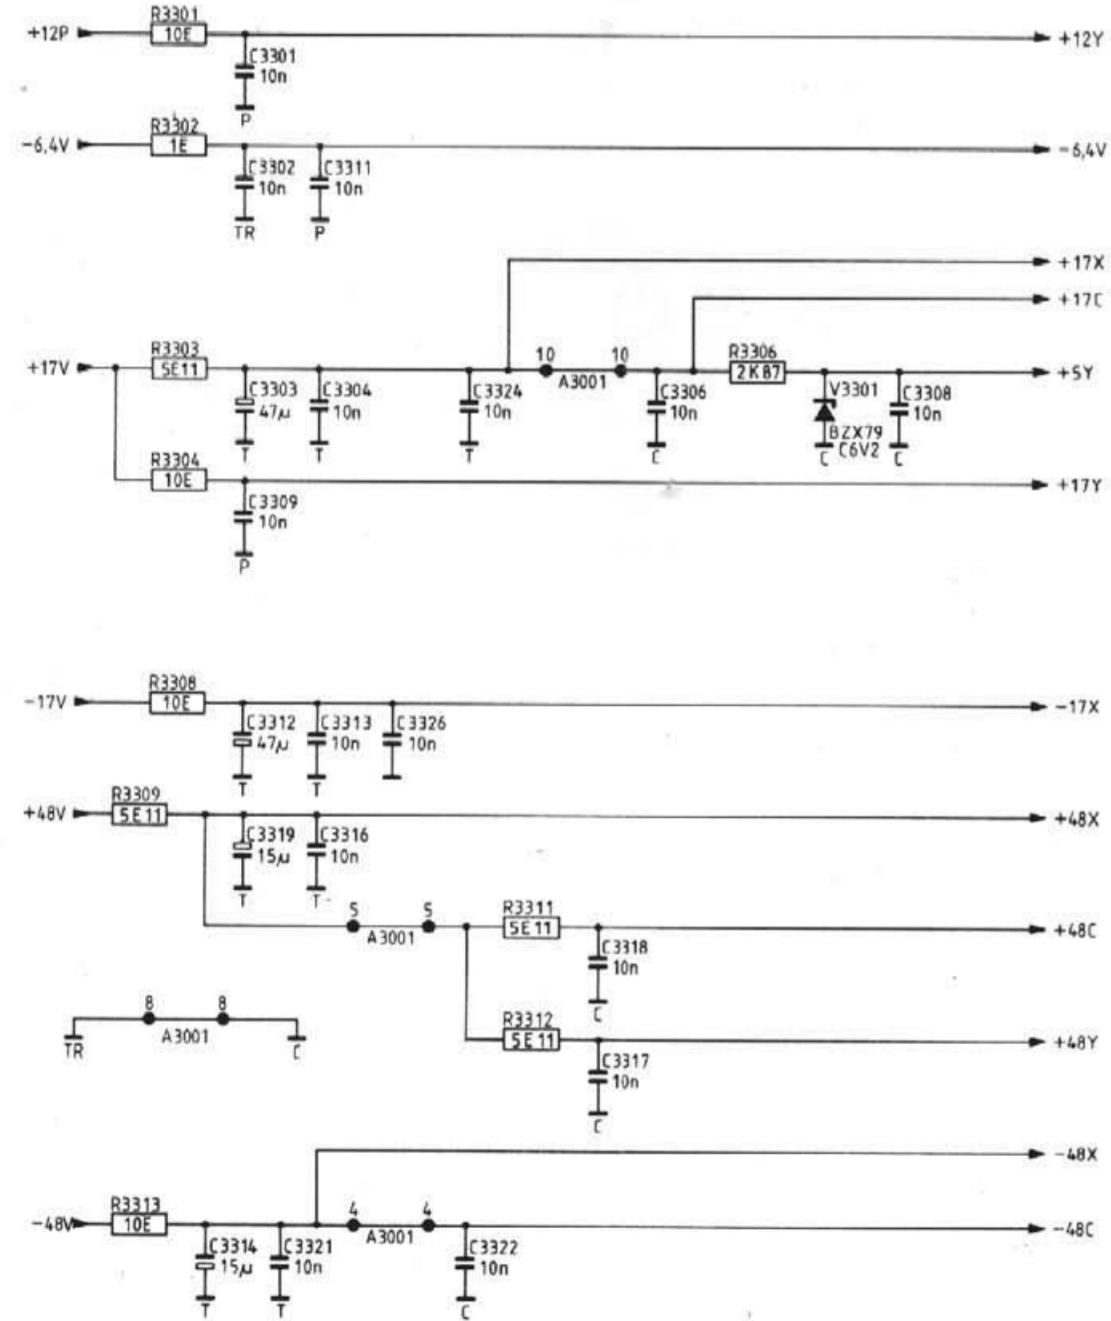 R3301
+12P
10E
+12Y
C3301
10n
P
R3302
-6,4V
1E
-6,4V
C3302
10n
C3311
10n
TR
P
+17X
+17C
R3303
+17V
5E11
10
10
A3001
R3306
2K87
+5Y
C3303
47µ
C3304
10n
C3324
10n
C3306
10n
V3301
BZX79
C6V2
C3308
10n
T
T
T
C
C
C
R3304
10E
+17Y
C3309
10n
P
R3308
-17V
10E
-17X
C3312
47µ
C3313
10n
C3326
10n
T
T
R3309
+48V
5E11
+48X
C3319
15µ
C3316
10n
T
T
5
5
A3001
R3311
5E11
+48C
C3318
10n
C
8
8
A3001
TR
C
R3312
5E11
+48Y
C3317
10n
C
-48X
R3313
-48V
10E
4
4
A3001
-48C
C3314
15µ
C3321
10n
C3322
10n
T
T
C